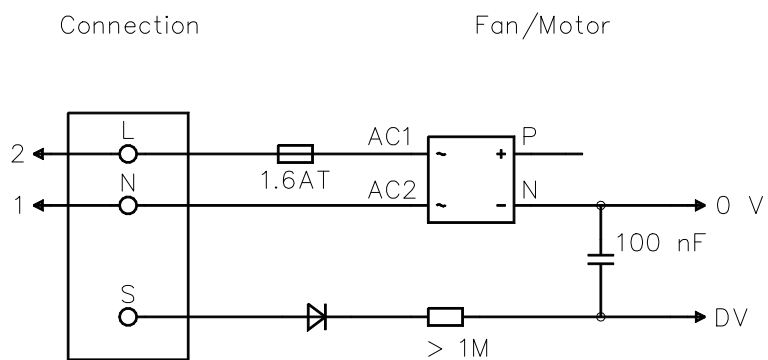 Connection Fan/Motor
L AC1 P
2 ~ +
1.6AT
N AC2 N
1 ~ - 0 V
100 nF
S
DV
> 1M